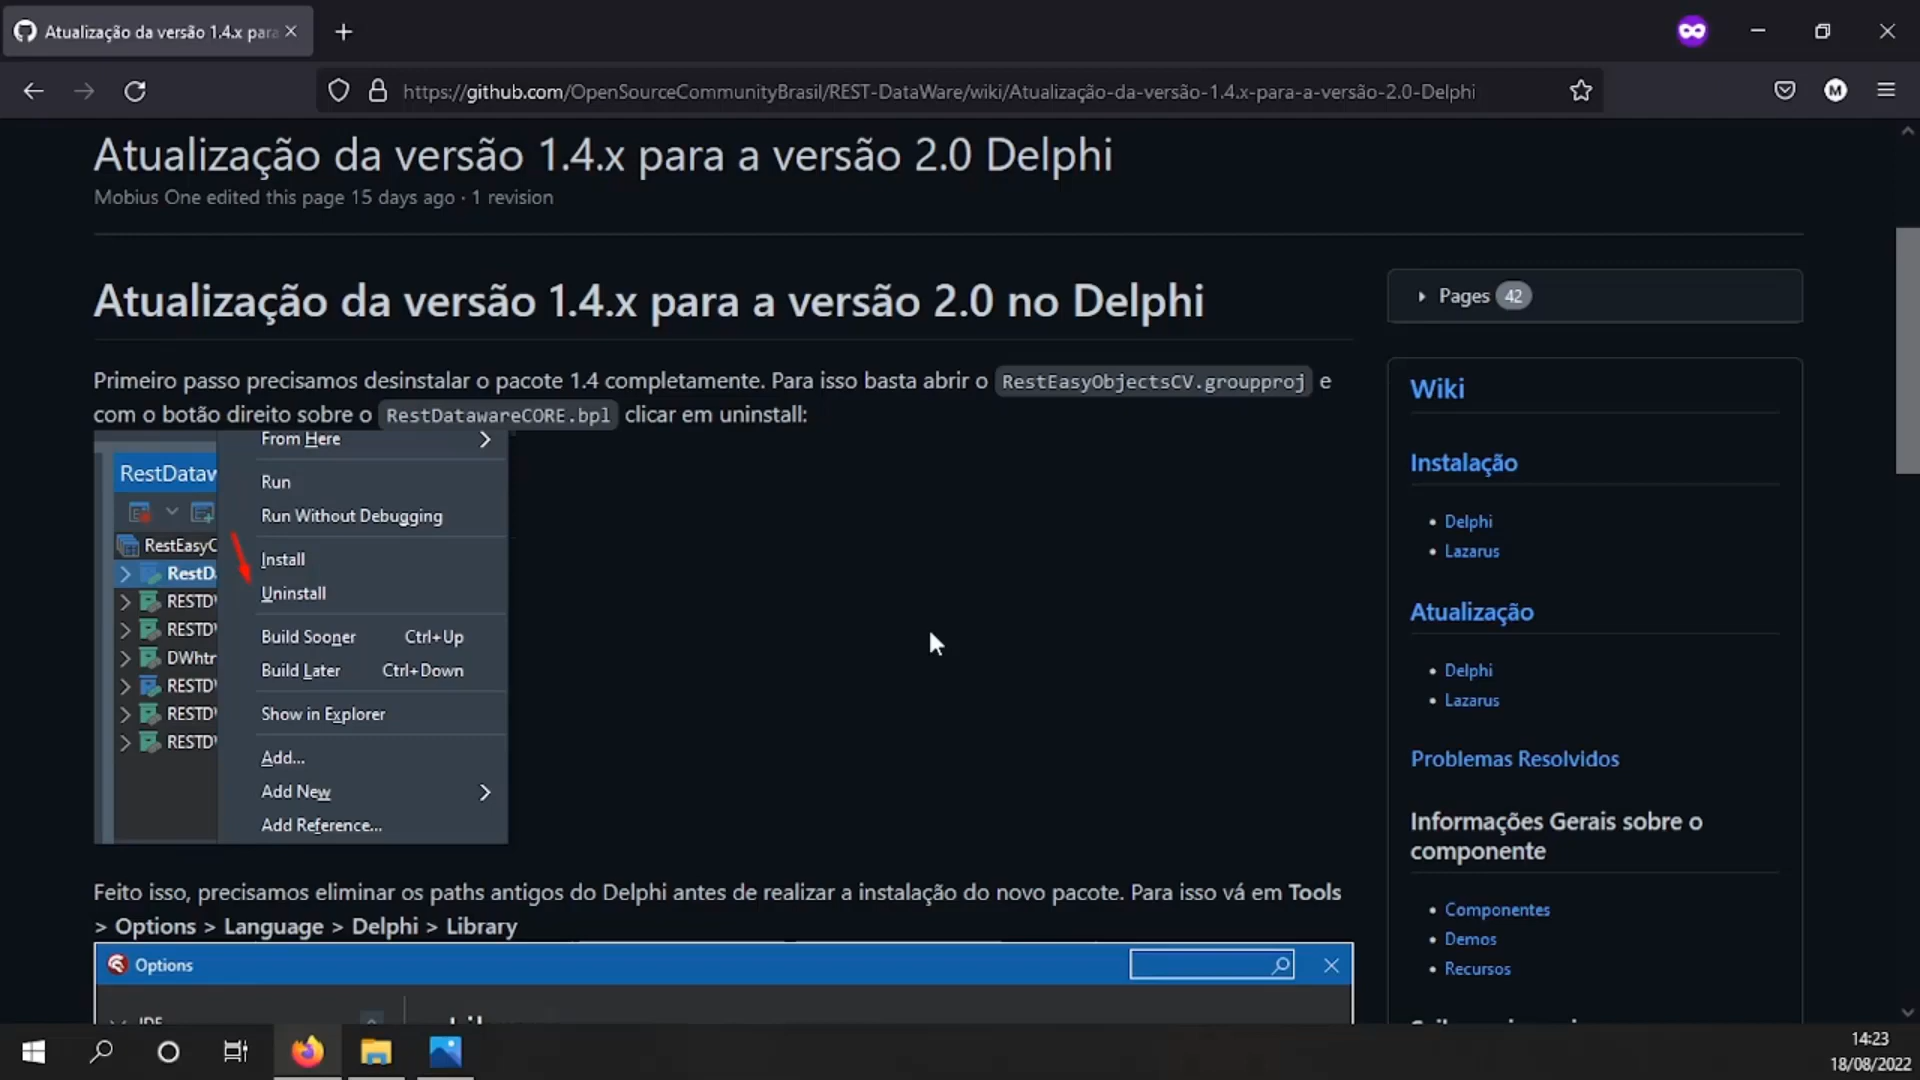 Atualização da versão 1.4.x para
https://github.com/OpenSourceCommunityBrasil/REST-DataWare/wiki/Atualização-da-versão-1.4.x-para-a-versão-2.0-Delphi
M
Atualização da versão 1.4.x para a versão 2.0 Delphi
Mobius One edited this page 15 days ago · 1 revision
Atualização da versão 1.4.x para a versão 2.0 no Delphi
Primeiro passo precisamos desinstalar o pacote 1.4 completamente. Para isso basta abrir o RestEasyObjectsCV.groupproj e
com o botão direito sobre o RestDatawareCORE.bpl clicar em uninstall:
RestDataw
RestEasyC
RestD
RESTD
RESTD
DWhtr
RESTD
RESTD
RESTD
From Here
Run
Run Without Debugging
Install
Uninstall
Build Sooner Ctrl+Up
Build Later Ctrl+Down
Show in Explorer
Add...
Add New
Add Reference...
Feito isso, precisamos eliminar os paths antigos do Delphi antes de realizar a instalação do novo pacote. Para isso vá em Tools
> Options > Language > Delphi > Library
Options
IDE
Pages 42
Wiki
Instalação
• Delphi
• Lazarus
Atualização
• Delphi
• Lazarus
Problemas Resolvidos
Informações Gerais sobre o
componente
• Componentes
• Demos
• Recursos
14:23
18/08/2022